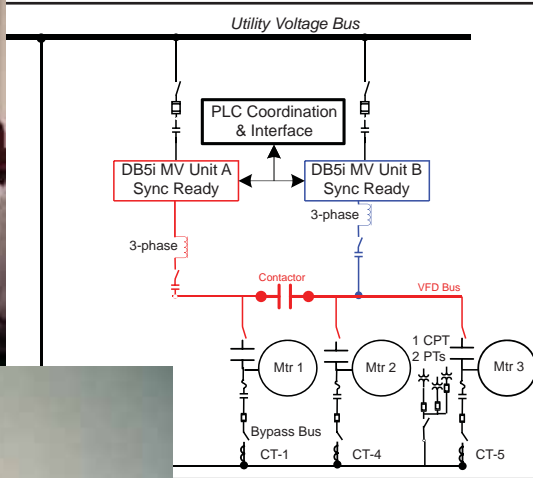 Utility Voltage Bus
PLC Coordination
& Interface
DB5i MV Unit A
Sync Ready
DB5i MV Unit B
Sync Ready
3-phase
3-phase
Contactor
VFD Bus
1 CPT
2 PTs
Mtr 1
Mtr 2
Mtr 3
Bypass Bus
CT-1
CT-4
CT-5